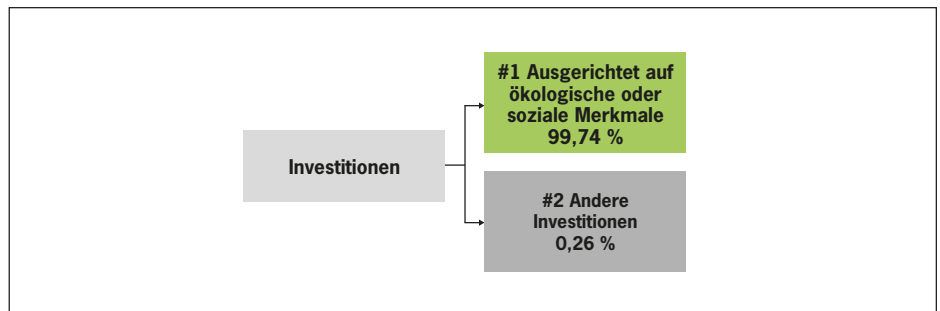 #1 Ausgerichtet auf
ökologische oder
soziale Merkmale
99,74 %
Investitionen
#2 Andere
Investitionen
0,26 %